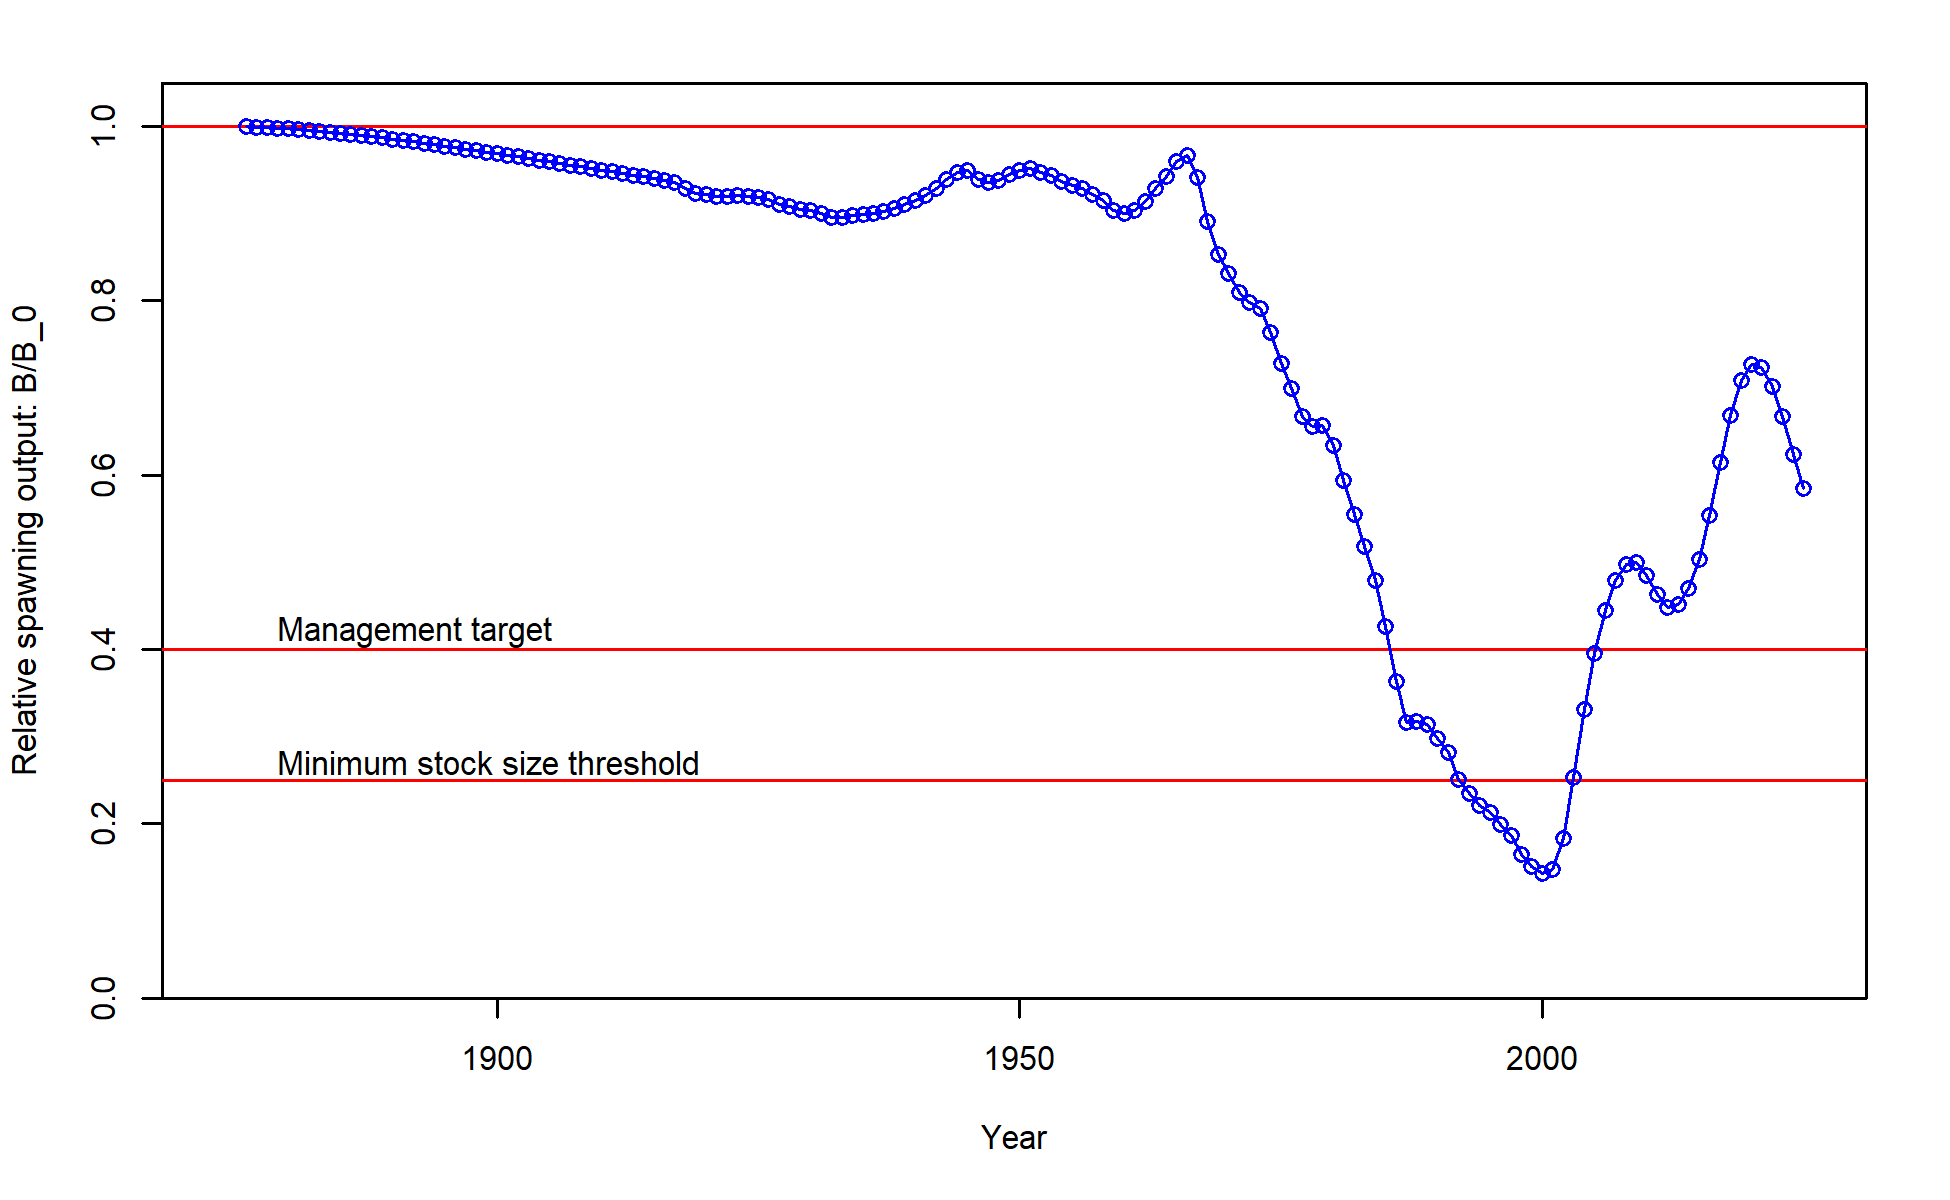 Relative spawning output: B/B_0
1.0
0.8
0.6
0.4
0.2
0.0
Management target
Minimum stock size threshold
1900
1950
2000
Year